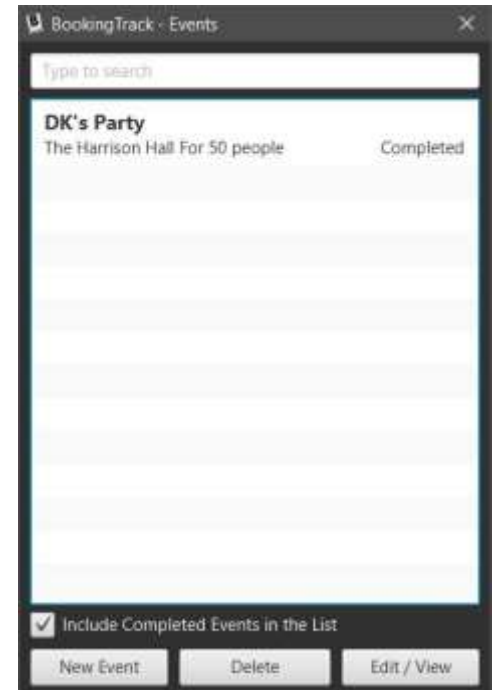 BookingTrack - Events
Type to search
DK's Party
The Harrison Hall For 50 people Completed
Include Completed Events in the List
New Event Delete Edit / View